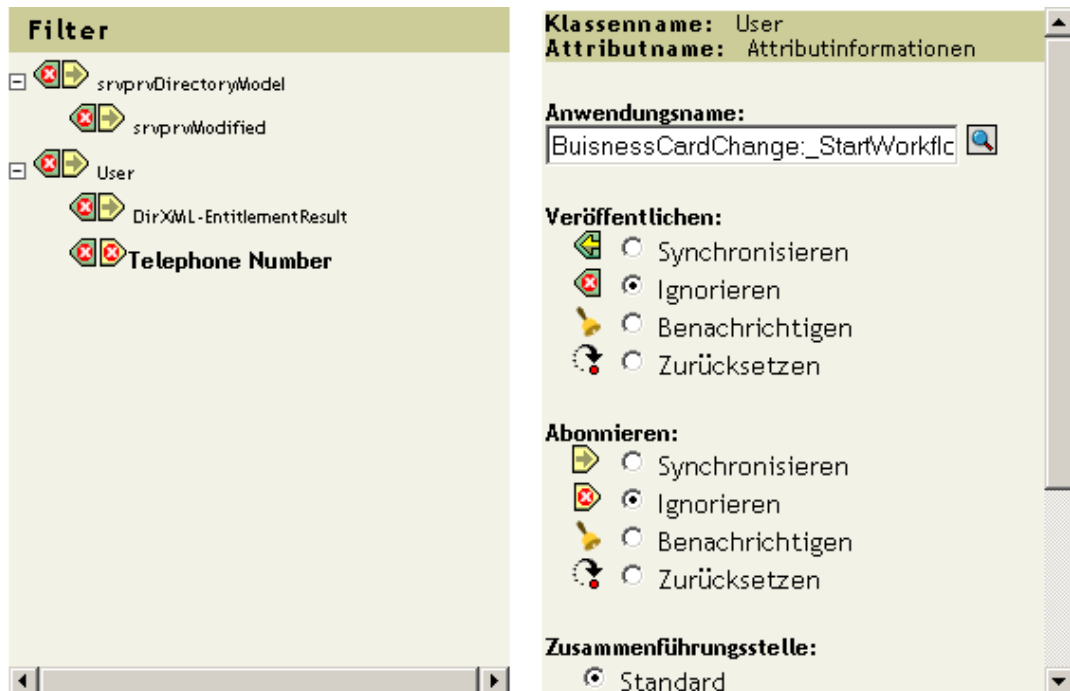 Filter
srvprvDirectoryModel
srvprvModified
User
DirXML-EntitlementResult
Telephone Number
Klassenname: User
Attributname: Attributinformationen
Anwendungsname:
BuisnessCardChange:_StartWorkflc
Veröffentlichen:
Synchronisieren
Ignorieren
Benachrichtigen
Zurücksetzen
Abonnieren:
Synchronisieren
Ignorieren
Benachrichtigen
Zurücksetzen
Zusammenführungsstelle:
Standard